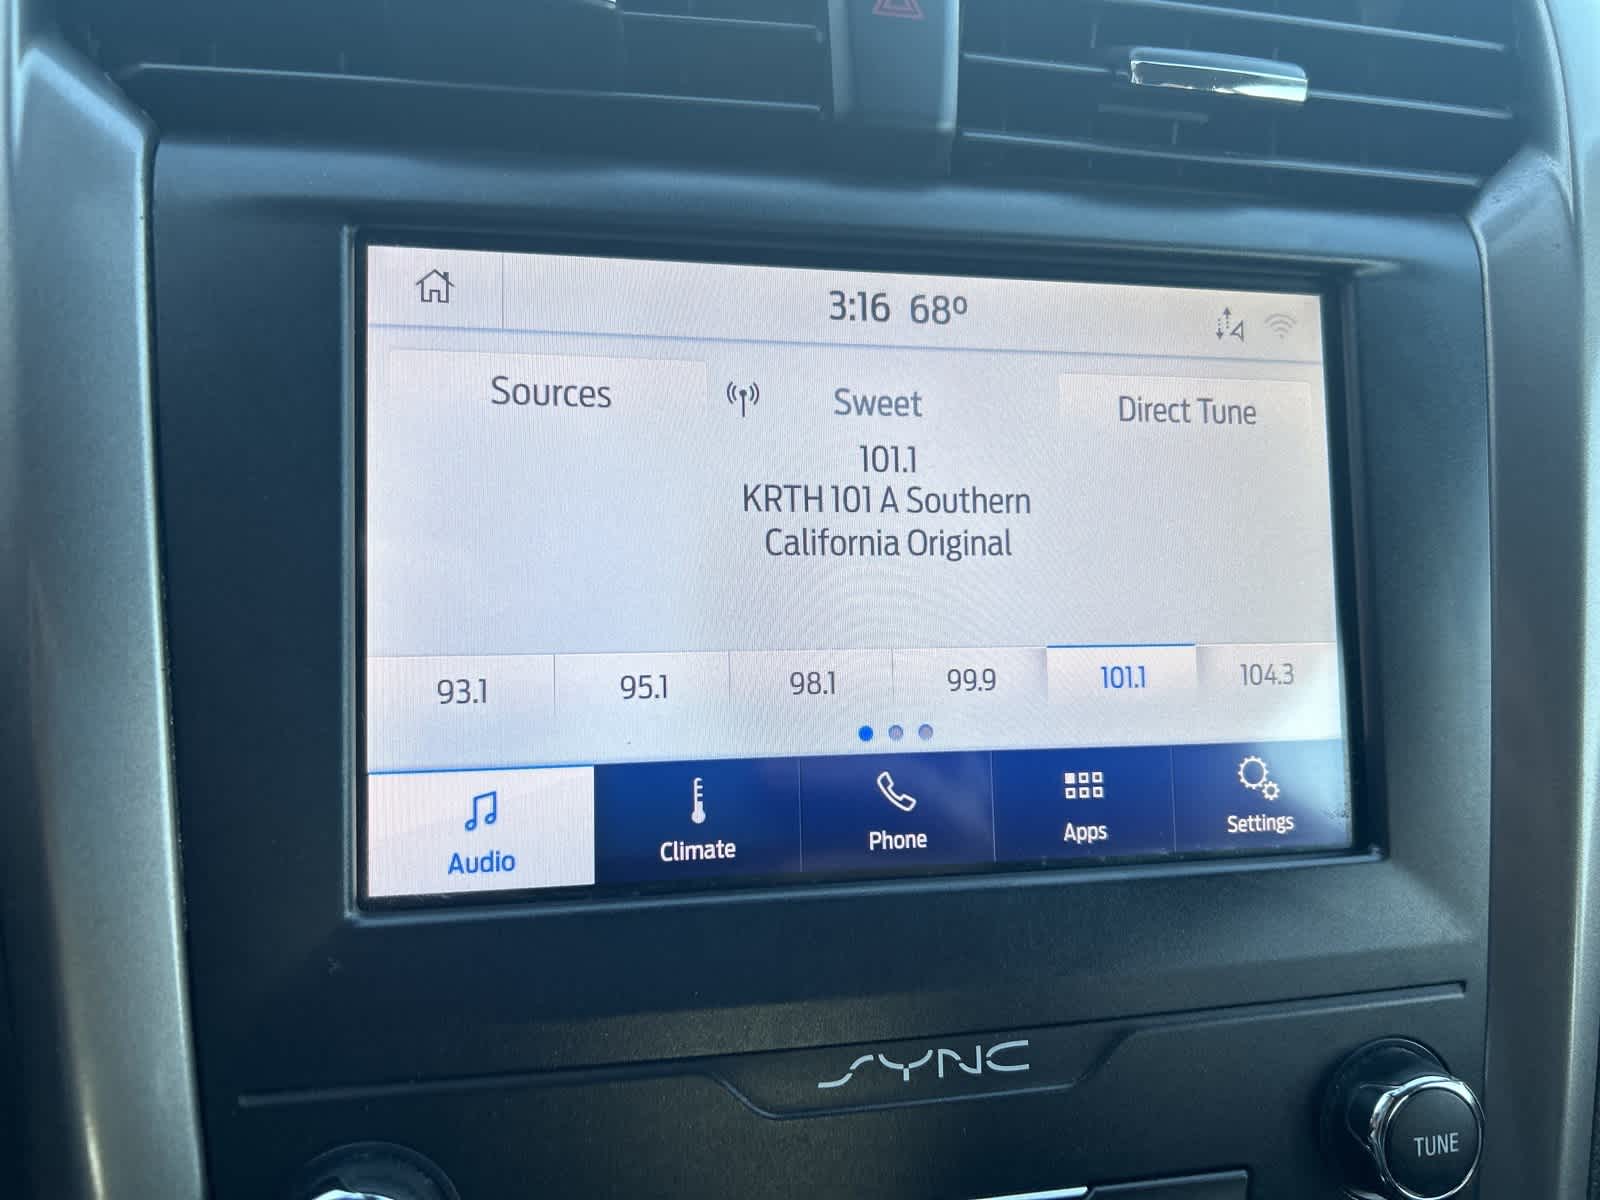 3:16 68º
Sources
Sweet
Direct Tune
101.1
KRTH 101 A Southern
California Original
93.1 95.1 98.1 99.9 101.1 104.3
Audio Climate Phone Apps Settings
SYNC
TUNE